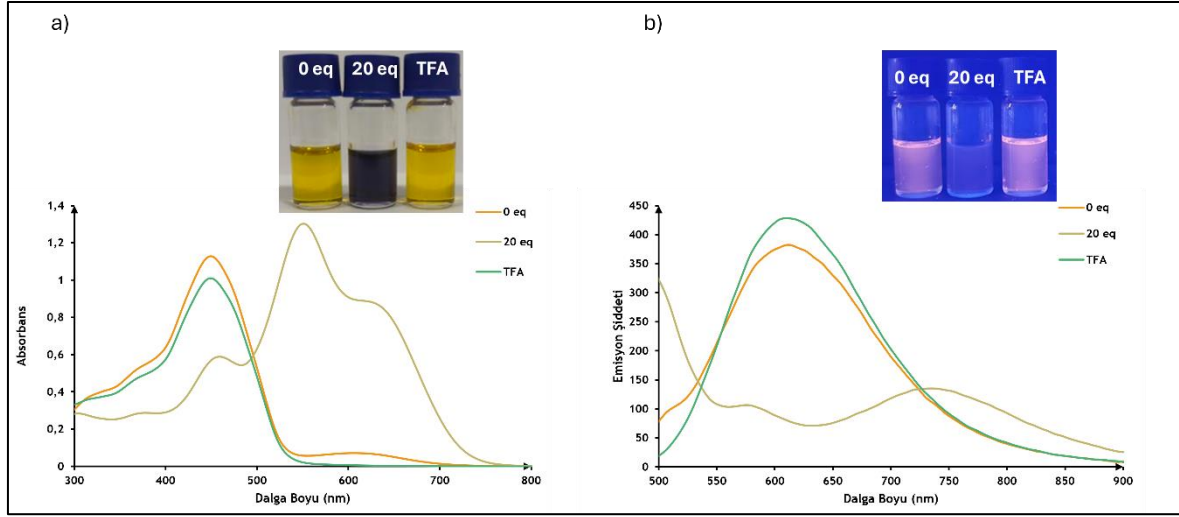 a)
0 eq 20 eq TFA
1,4
1,2
1
0,8
0,6
0,4
0,2
0
Absorbans
300 400 500 600 700 800
Dalga Boyu (nm)
0 eq
20 eq
TFA
b)
0 eq 20 eq TFA
450
400
350
300
250
200
150
100
50
0
Emisyon Şiddeti
500 550 600 650 700 750 800 850 900
Dalga Boyu (nm)
0 eq
20 eq
TFA